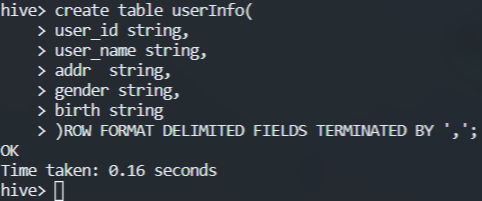 hive> create table userInfo(
    > user_id string,
    > user_name string,
    > addr  string,
    > gender string,
    > birth string
    > )ROW FORMAT DELIMITED FIELDS TERMINATED BY ',';
OK
Time taken: 0.16 seconds
hive>